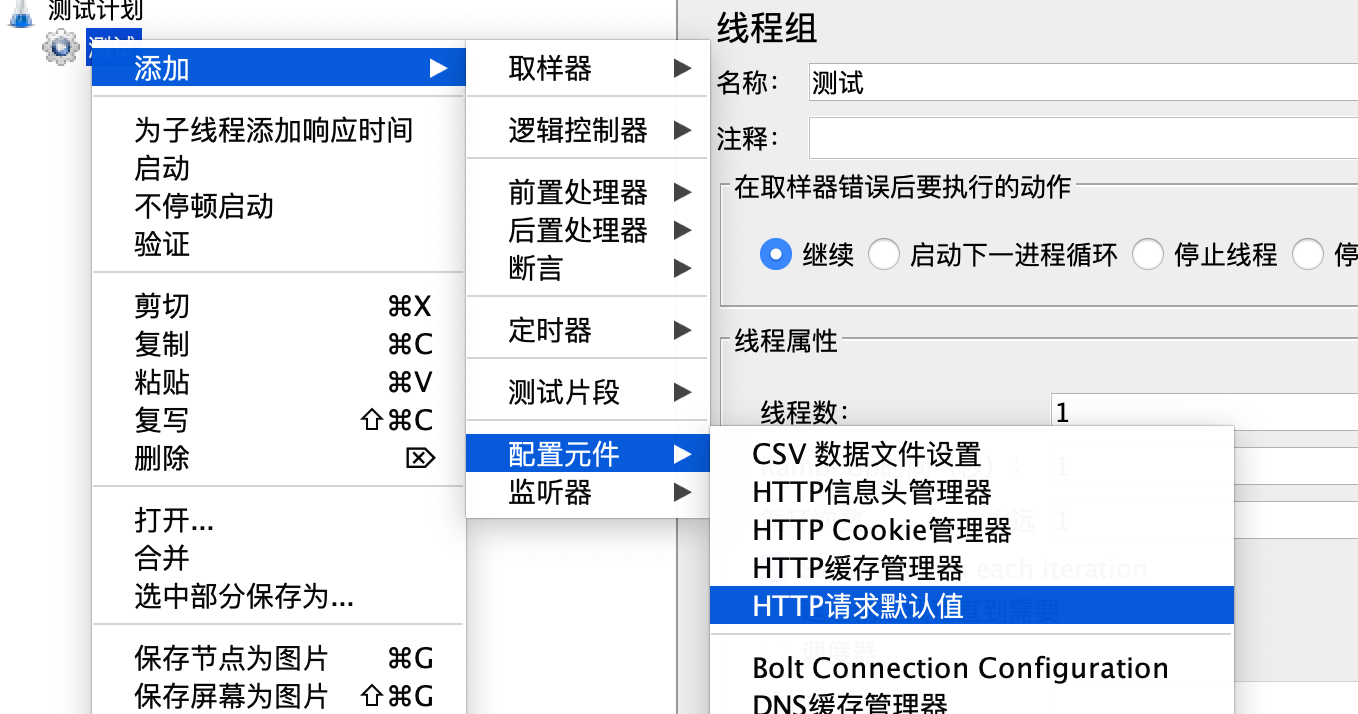 测试计划
测试
添加
为子线程添加响应时间
启动
不停顿启动
验证
剪切 ⌘X
复制 ⌘C
粘贴 ⌘V
复写 ⇧⌘C
删除 ⌦
打开...
合并
选中部分保存为...
保存节点为图片 ⌘G
保存屏幕为图片 ⇧⌘G
取样器
逻辑控制器
前置处理器
后置处理器
断言
定时器
测试片段
配置元件
监听器
CSV 数据文件设置
HTTP信息头管理器
HTTP Cookie管理器
HTTP缓存管理器
HTTP请求默认值
Bolt Connection Configuration
DNS缓存管理器
线程组
名称： 测试
注释：
在取样器错误后要执行的动作
继续 启动下一进程循环 停止线程 停
线程属性
线程数： 1
1
远 1
each iteration
直到需要
调度器